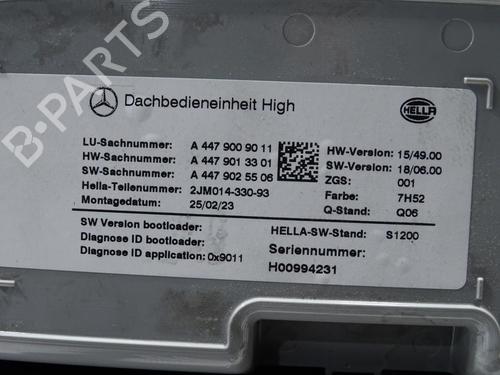 B-PARTS
Dachbedieneinheit High
HELLA
LU-Sachnummer: A 447 900 90 11
HW-Sachnummer: A 447 901 33 01
SW-Sachnummer: A 447 902 55 06
Hella-Teilenummer: 2JM014-330-93
Montagedatum: 25/02/23
HW-Version: 15/49.00
SW-Version: 18/06.00
ZGS: 001
Farbe: 7H52
Q-Stand: Q06
SW Version bootloader:
Diagnose ID bootloader:
Diagnose ID application: 0x9011
HELLA-SW-Stand: S1200
Seriennummer:
H00994231